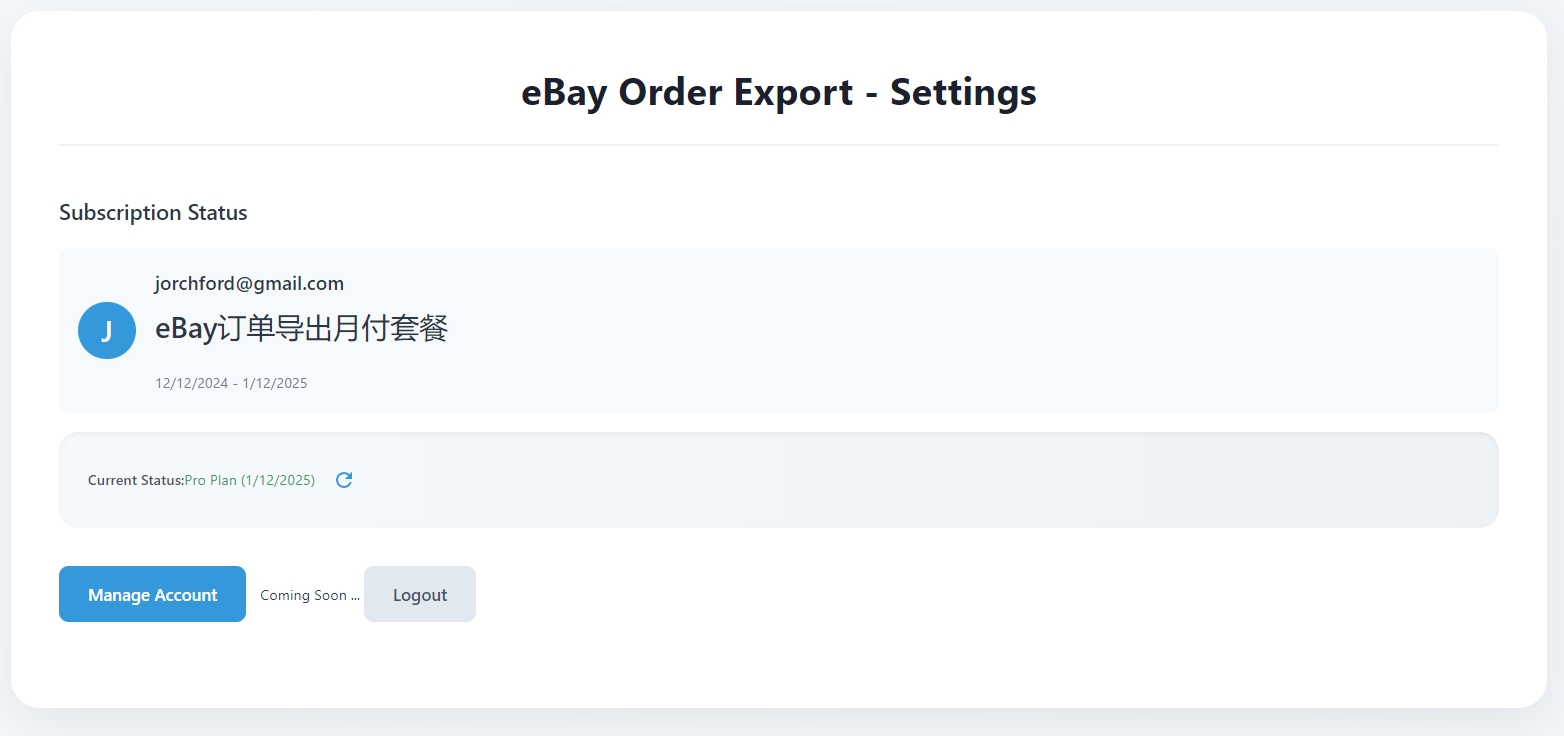 eBay Order Export - Settings
Subscription Status
jorchford@gmail.com
J
eBay订单导出月付套餐
12/12/2024 - 1/12/2025
Current Status:Pro Plan (1/12/2025)
Manage Account
Coming Soon ...
Logout